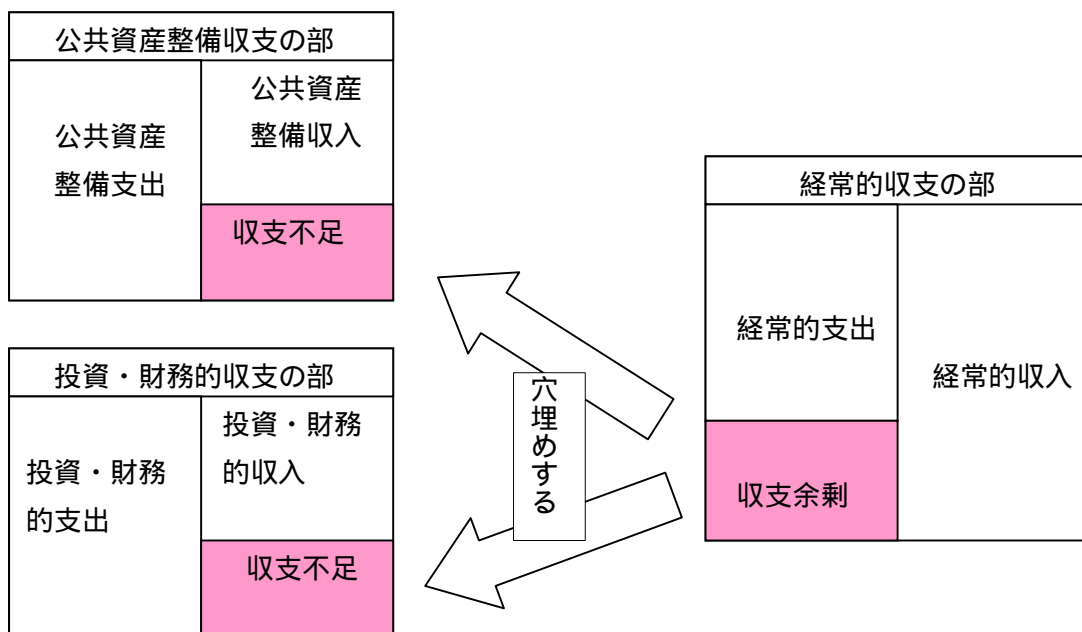 公共資産整備収支の部
公共資産
整備支出
公共資産
整備収入
収支不足
投資・財務的収支の部
投資・財務
的支出
投資・財務
的収入
収支不足
穴埋めする
経常的収支の部
経常的支出
収支余剰
経常的収入